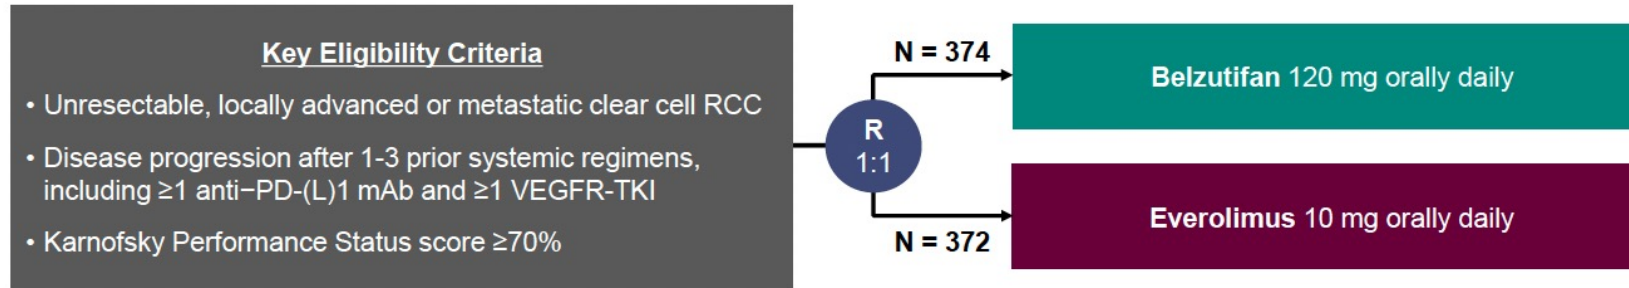 Key Eligibility Criteria
• Unresectable, locally advanced or metastatic clear cell RCC
• Disease progression after 1-3 prior systemic regimens,
including ≥1 anti−PD-(L)1 mAb and ≥1 VEGFR-TKI
• Karnofsky Performance Status score ≥70%
R
1:1
N = 374
Belzutifan 120 mg orally daily
N = 372
Everolimus 10 mg orally daily